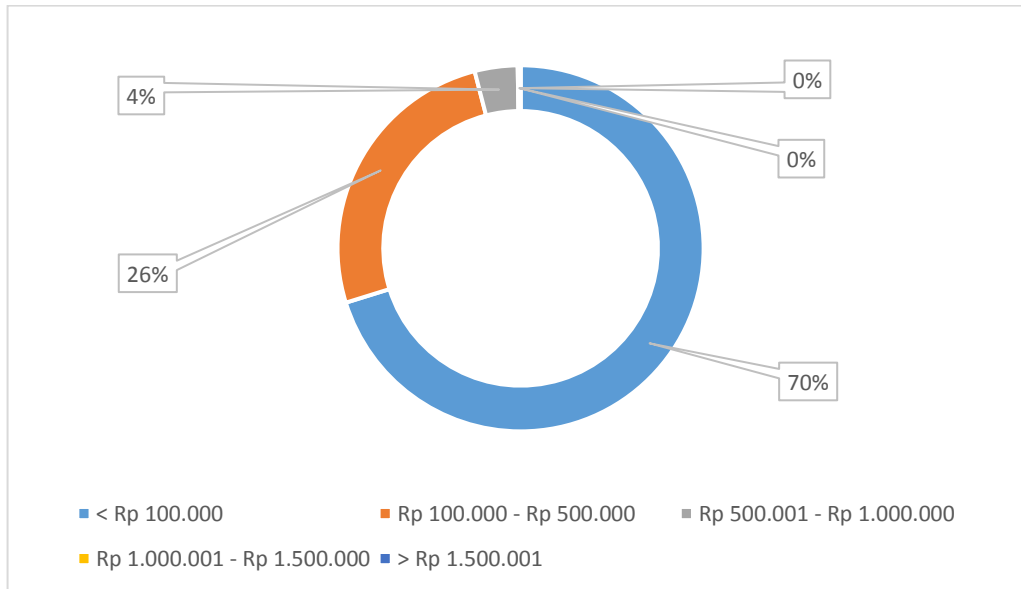 0%
4%
0%
26%
70%
< Rp 100.000
Rp 100.000 - Rp 500.000
Rp 500.001 - Rp 1.000.000
Rp 1.000.001 - Rp 1.500.000
> Rp 1.500.001